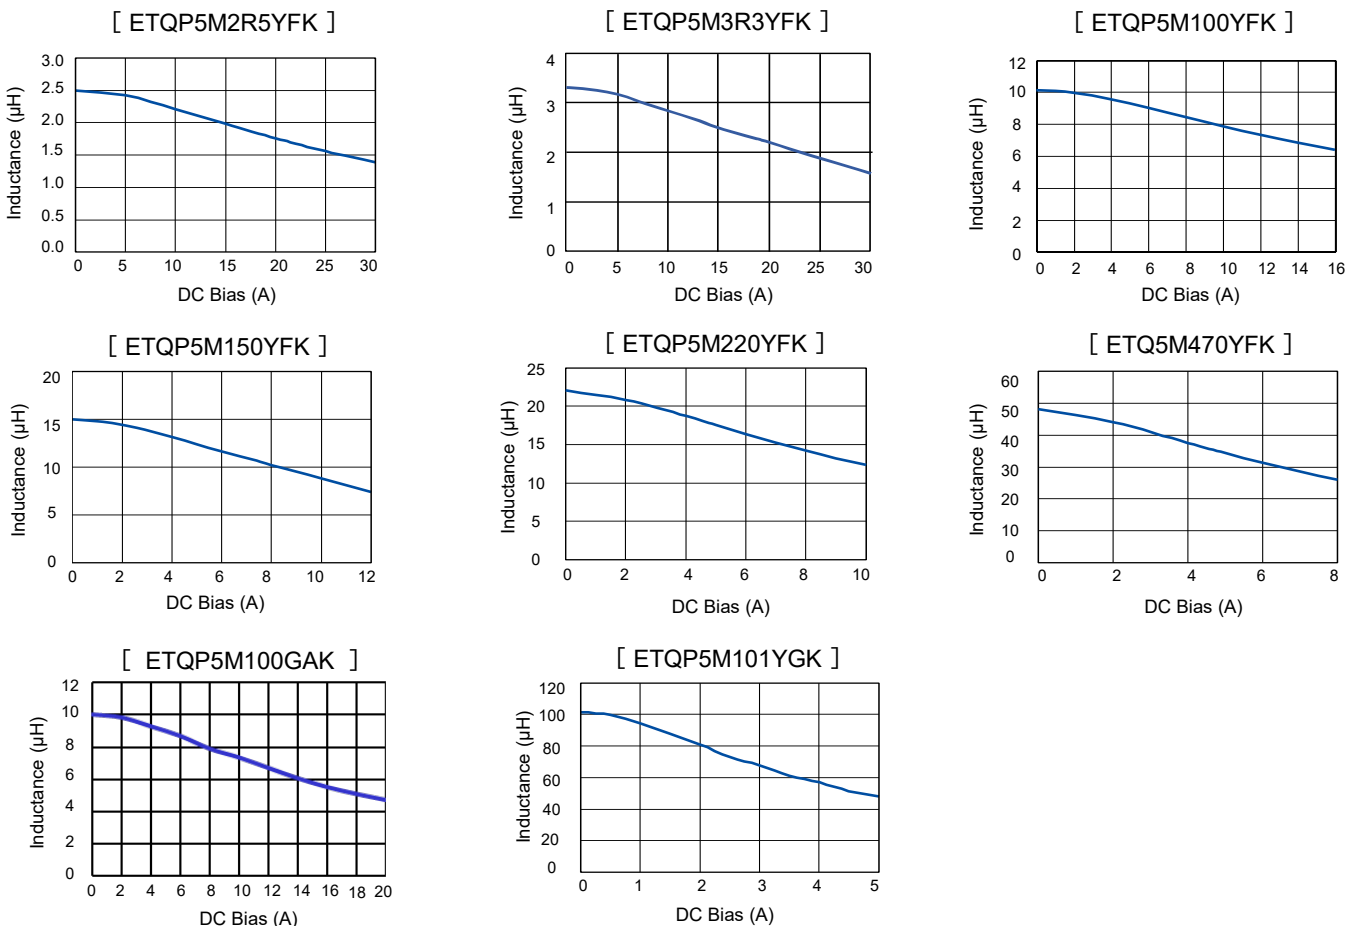 [ ETQP5M2R5YFK ]
3.0
2.5
2.0
1.5
1.0
0.5
0.0
Inductance (μH)
0 5 10 15 20 25 30
DC Bias (A)
[ ETQP5M3R3YFK ]
4
3
2
1
0
Inductance (μH)
0 5 10 15 20 25 30
DC Bias (A)
[ ETQP5M100YFK ]
12
10
8
6
4
2
0
Inductance (μH)
0 2 4 6 8 10 12 14 16
DC Bias (A)
[ ETQP5M150YFK ]
20
15
10
5
0
Inductance (μH)
0 2 4 6 8 10 12
DC Bias (A)
[ ETQP5M220YFK ]
25
20
15
10
5
0
Inductance (μH)
0 2 4 6 8 10
DC Bias (A)
[ ETQ5M470YFK ]
60
50
40
30
20
10
0
Inductance (μH)
0 2 4 6 8
DC Bias (A)
[ ETQP5M100GAK ]
12
10
8
6
4
2
0
Inductance (μH)
0 2 4 6 8 10 12 14 16 18 20
DC Bias (A)
[ ETQP5M101YGK ]
120
100
80
60
40
20
0
Inductance (μH)
0 1 2 3 4 5
DC Bias (A)